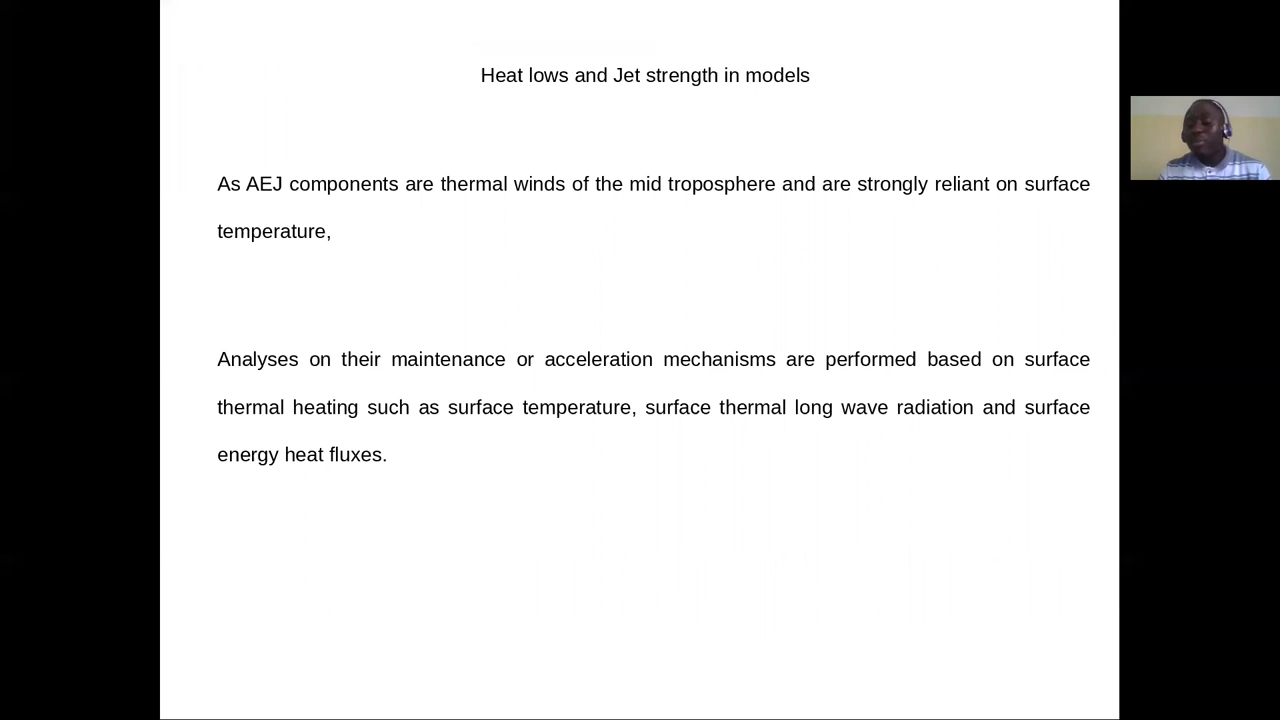 Heat lows and Jet strength in models
As AEJ components are thermal winds of the mid troposphere and are strongly reliant on surface
temperature,
Analyses on their maintenance or acceleration mechanisms are performed based on surface
thermal heating such as surface temperature, surface thermal long wave radiation and surface
energy heat fluxes.